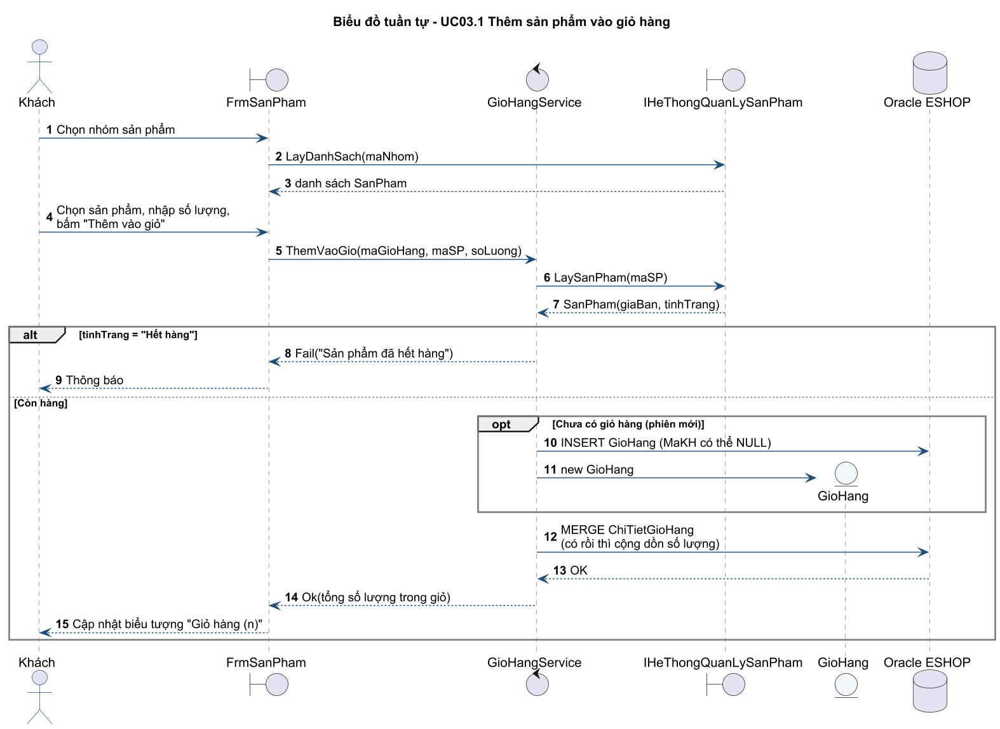 Biểu đồ tuần tự - UC03.1 Thêm sản phẩm vào giỏ hàng
Khách
FrmSanPham
GioHangService
IHeThongQuanLySanPham
Oracle ESHOP
1 Chọn nhóm sản phẩm
2 LayDanhSach(maNhom)
3 danh sách SanPham
4 Chọn sản phẩm, nhập số lượng,
bấm "Thêm vào giỏ"
5 ThemVaoGio(maGioHang, maSP, soLuong)
6 LaySanPham(maSP)
7 SanPham(giaBan, tinhTrang)
alt [tinhTrang = "Hết hàng"]
8 Fail("Sản phẩm đã hết hàng")
9 Thông báo
[Còn hàng]
opt [Chưa có giỏ hàng (phiên mới)]
10 INSERT GioHang (MaKH có thể NULL)
11 new GioHang
GioHang
12 MERGE ChiTietGioHang
(có rồi thì cộng dồn số lượng)
13 OK
14 Ok(tổng số lượng trong giỏ)
15 Cập nhật biểu tượng "Giỏ hàng (n)"
Khách
FrmSanPham
GioHangService
IHeThongQuanLySanPham
GioHang
Oracle ESHOP